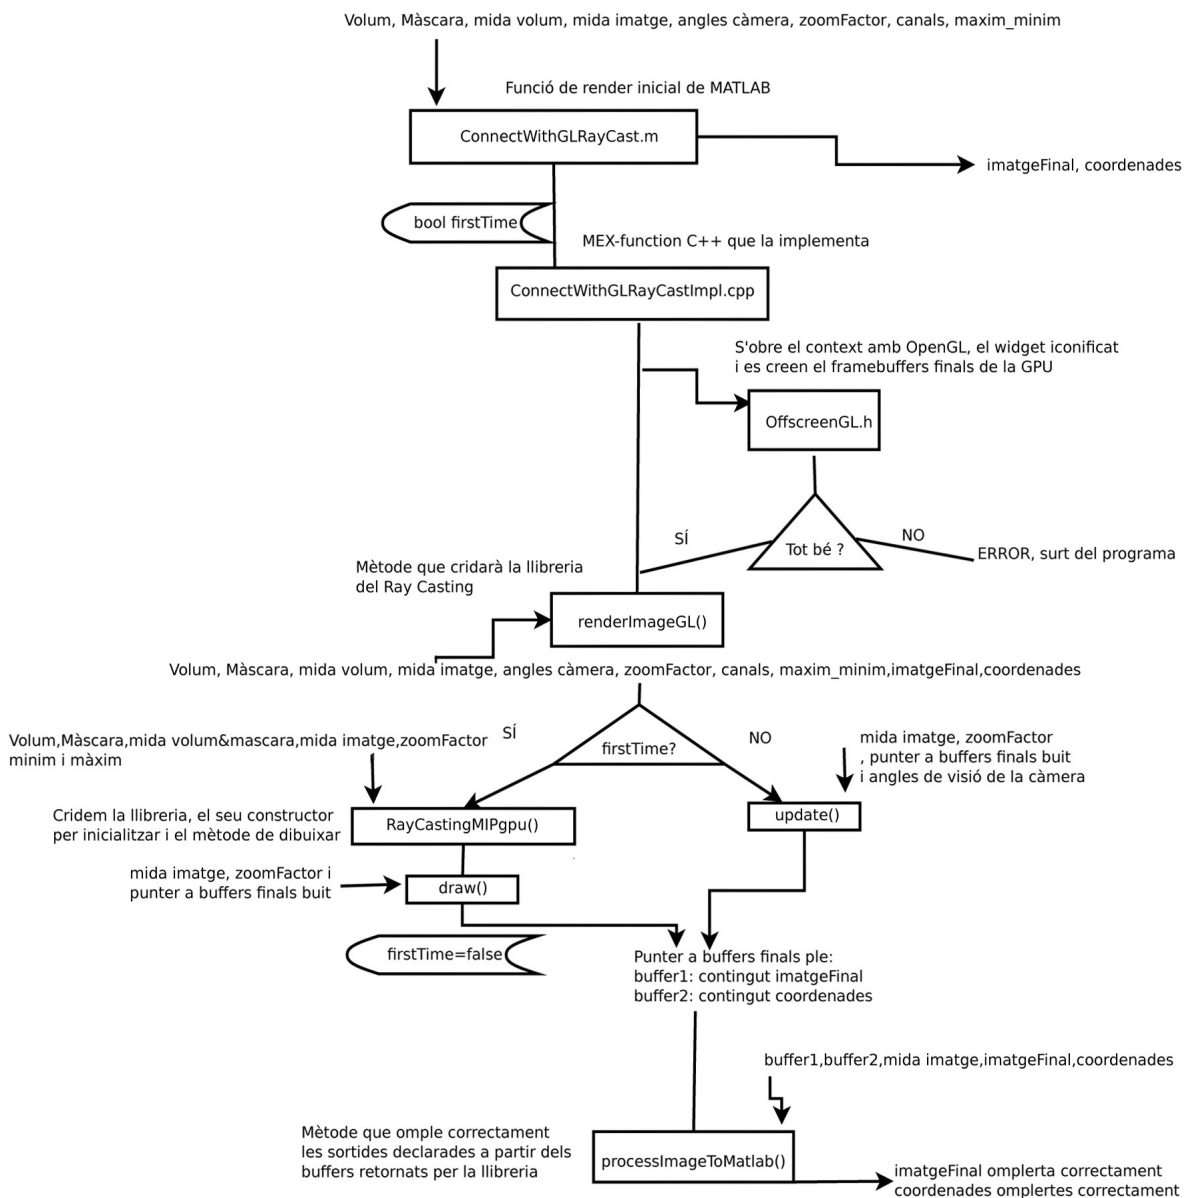 Volum, Màscara, mida volum, mida imatge, angles càmera, zoomFactor, canals, maxim_minim
Funció de render inicial de MATLAB
ConnectWithGLRayCast.m
imatgeFinal, coordenades
bool firstTime
MEX-function C++ que la implementa
ConnectWithGLRayCastImpl.cpp
S'obre el context amb OpenGL, el widget iconificat
i es creen el framebuffers finals de la GPU
OffscreenGL.h
SÍ
NO
Tot bé ?
ERROR, surt del programa
Mètode que cridarà la llibreria
del Ray Casting
renderImageGL()
Volum, Màscara, mida volum, mida imatge, angles càmera, zoomFactor, canals, maxim_minim,imatgeFinal,coordenades
SÍ
firstTime?
NO
Volum,Màscara,mida volum&mascara,mida imatge,zoomFactor
minim i màxim
mida imatge, zoomFactor
, punter a buffers finals buit
i angles de visió de la càmera
Cridem la llibreria, el seu constructor
per inicialitzar i el mètode de dibuixar
RayCastingMIPgpu()
update()
mida imatge, zoomFactor i
punter a buffers finals buit
draw()
firstTime=false
Punter a buffers finals ple:
buffer1: contingut imatgeFinal
buffer2: contingut coordenades
buffer1,buffer2,mida imatge,imatgeFinal,coordenades
Mètode que omple correctament
les sortides declarades a partir dels
buffers retornats per la llibreria
processImageToMatlab()
imatgeFinal omplerta correctament
coordenades omplertes correctament